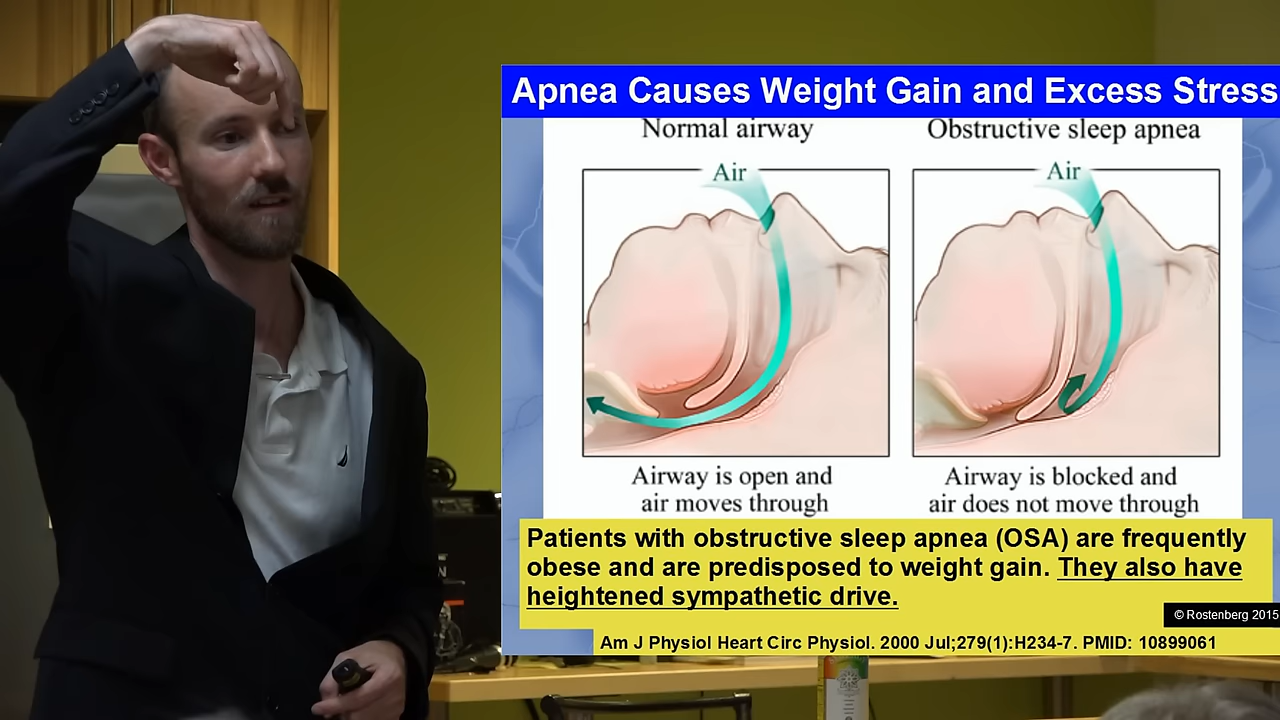 Apnea Causes Weight Gain and Excess Stress
Normal airway
Obstructive sleep apnea
Air
Air
Airway is open and
air moves through
Airway is blocked and
air does not move through
Patients with obstructive sleep apnea (OSA) are frequently
obese and are predisposed to weight gain. They also have
heightened sympathetic drive.
© Rostenberg 2015
Am J Physiol Heart Circ Physiol. 2000 Jul;279(1):H234-7. PMID: 10899061